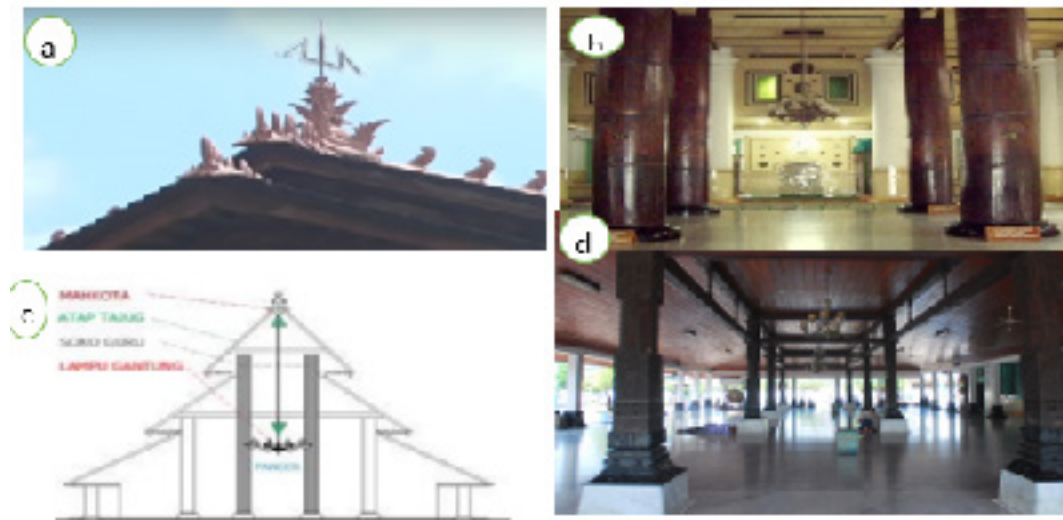 a
b
c
d
MAHKOTA
ATAP TAJUG
SOKO GURU
LAMPU GANTUNG